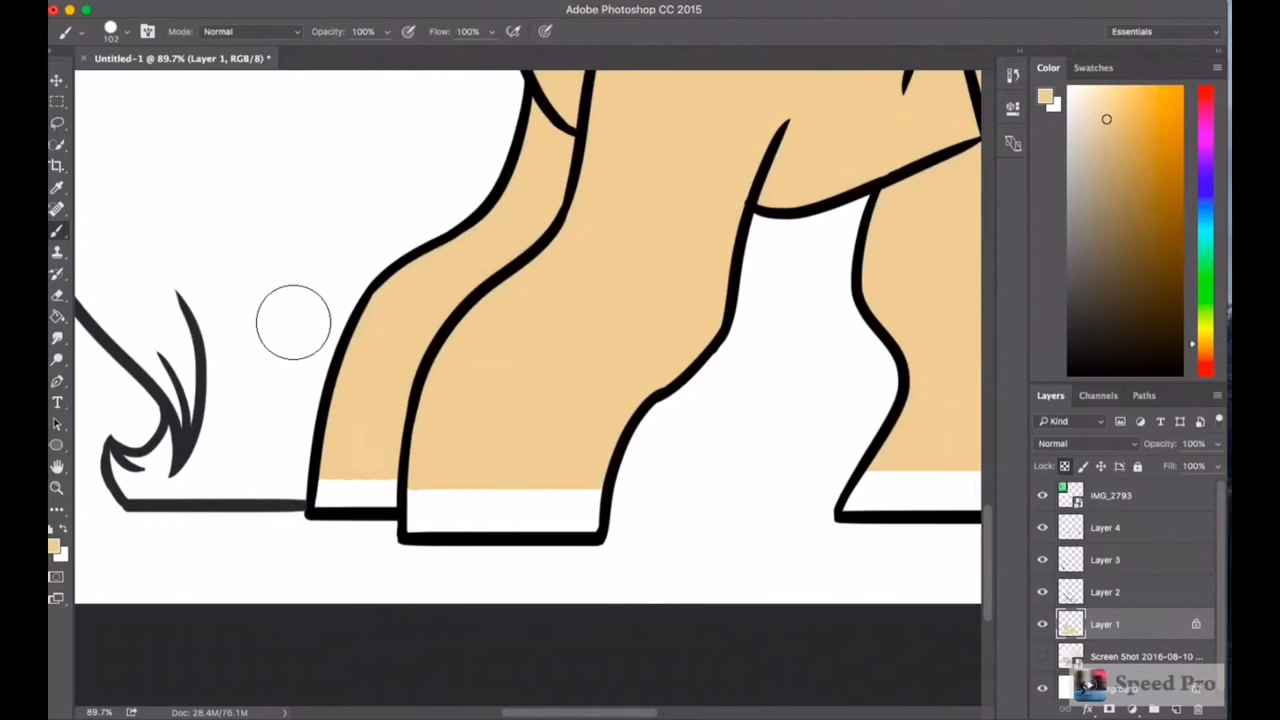 Adobe Photoshop CC 2015
102
Mode: Normal
Opacity: 100%
Flow: 100%
Essentials
× Untitled-1 @ 89.7% (Layer 1, RGB/8) *
Color
Swatches
Layers
Channels
Paths
Kind
Normal
Opacity: 100%
Lock:
Fill: 100%
IMG_2793
Layer 4
Layer 3
Layer 2
Layer 1
Screen Shot 2016-08-10 ...
Speed Pro
89.7%
Doc: 28.4M/76.1M
fx